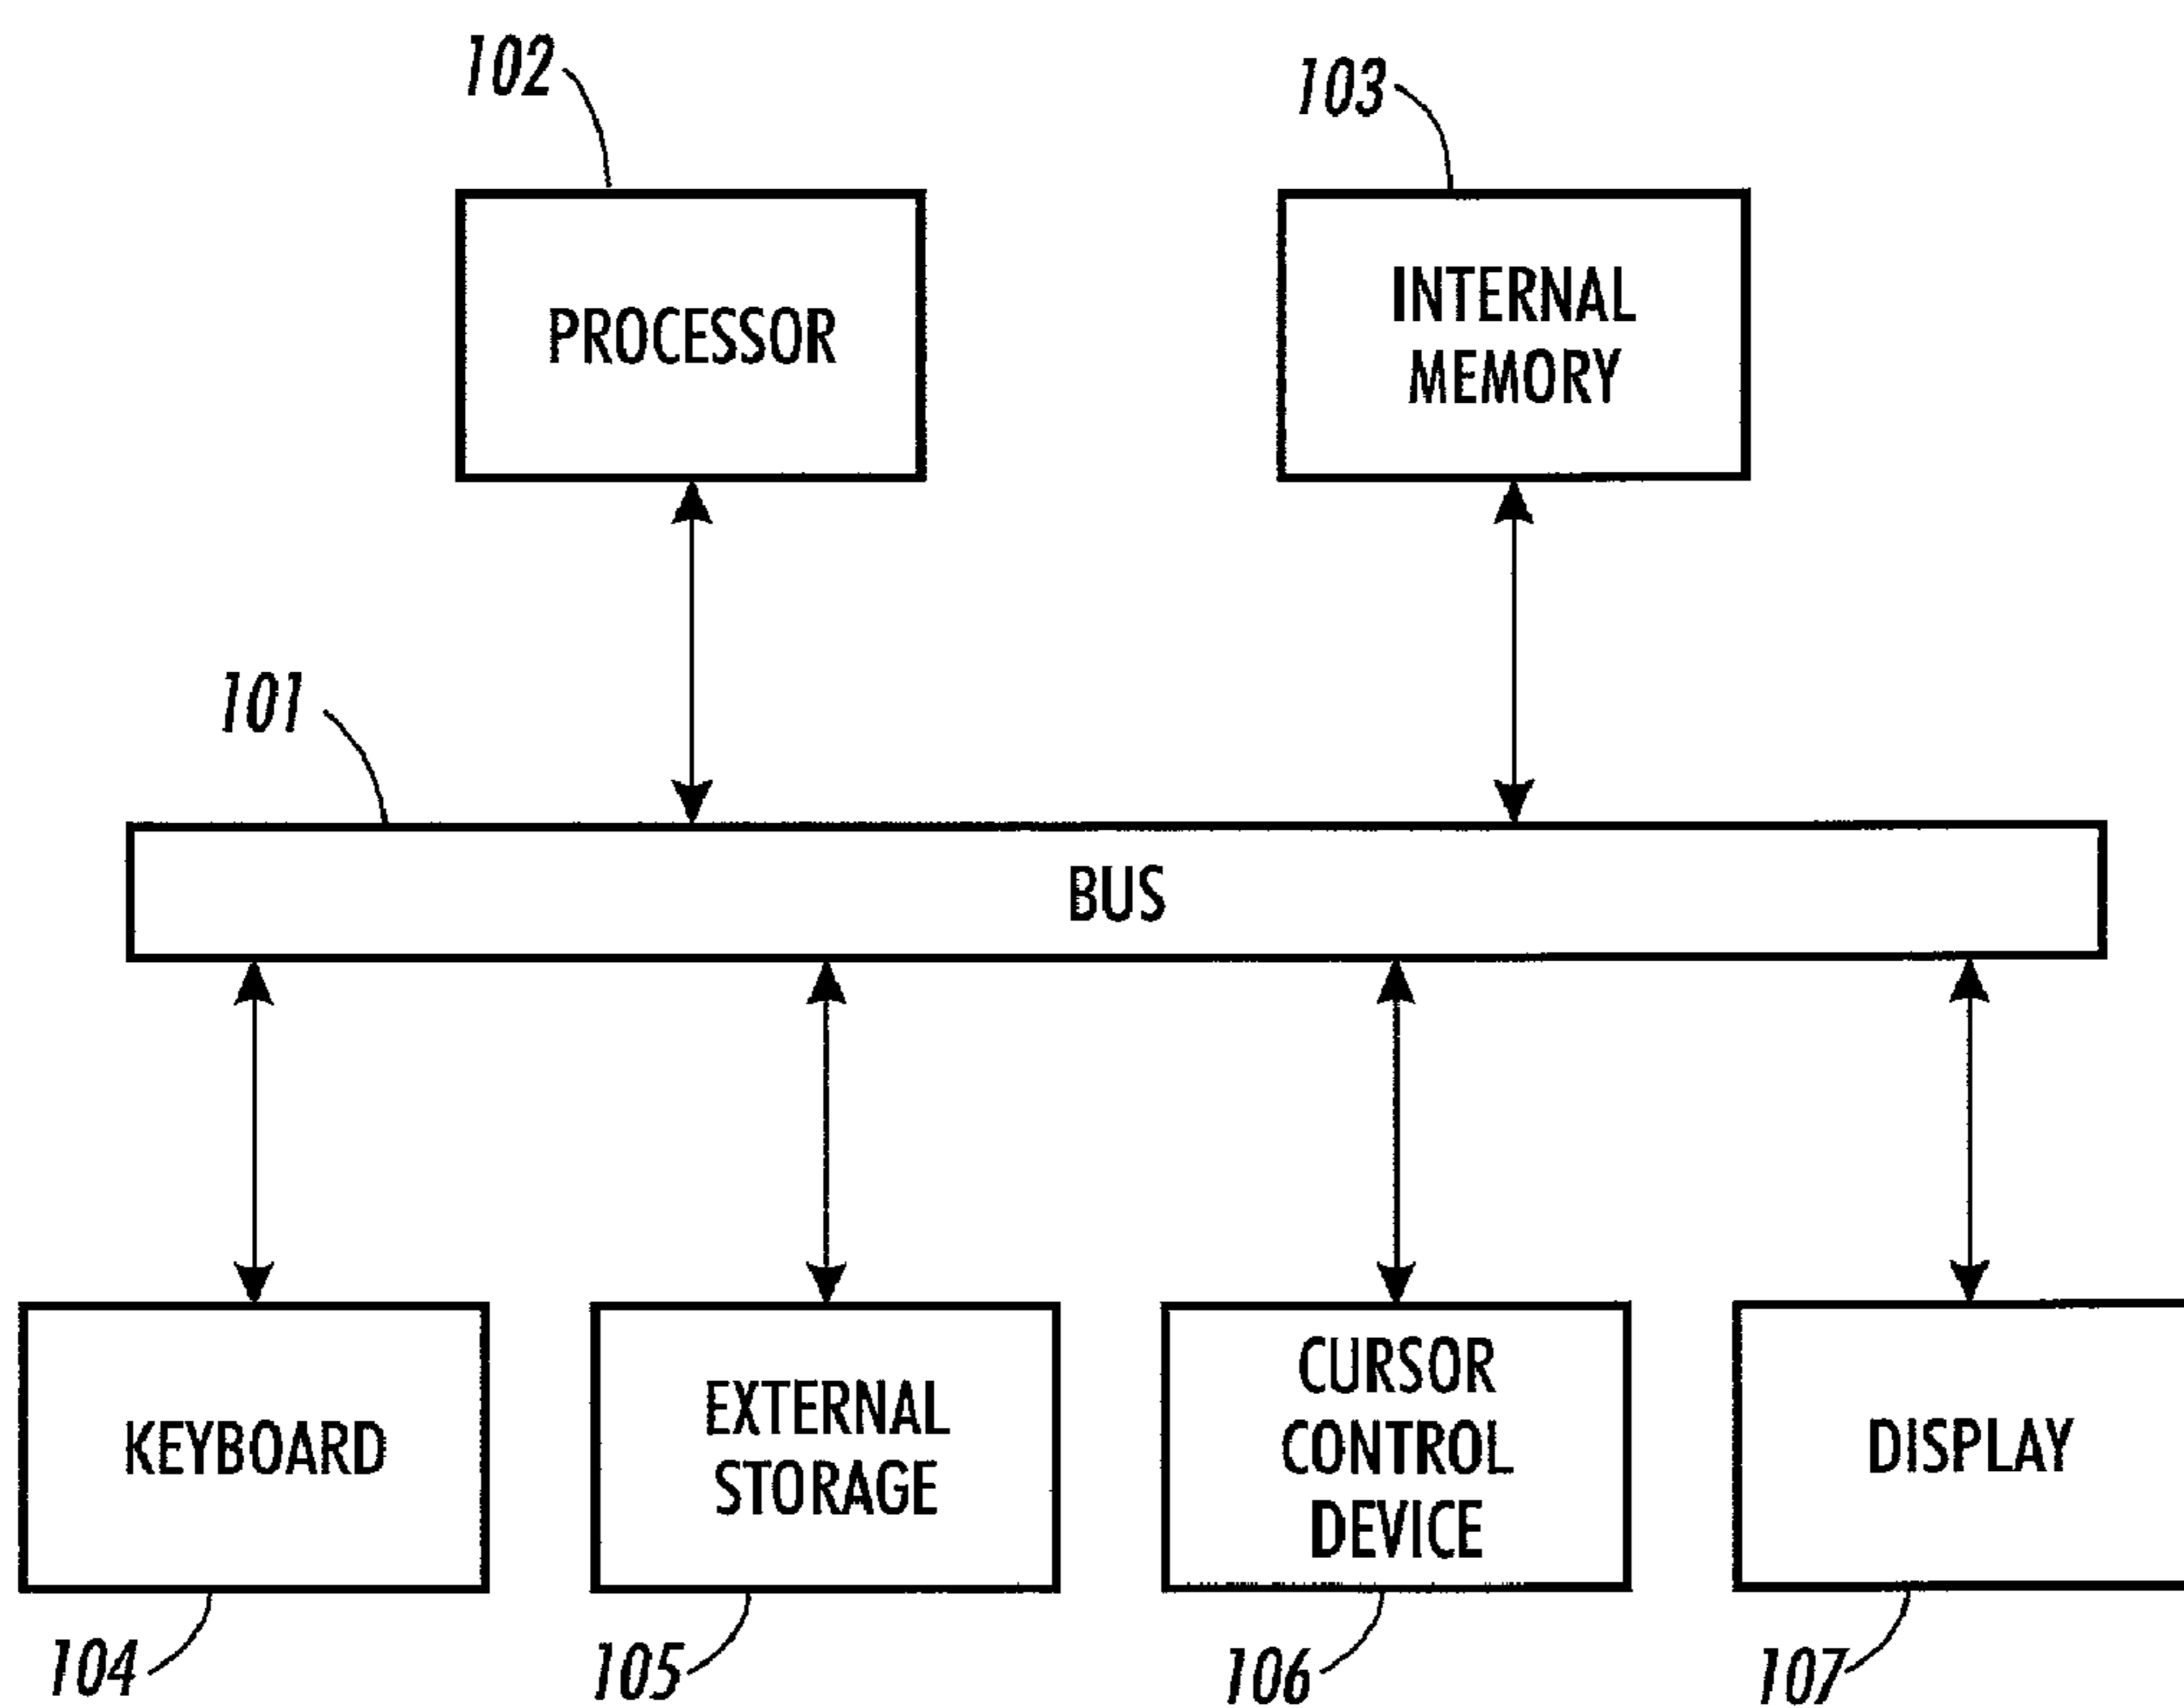 102
103
PROCESSOR
INTERNAL
MEMORY
101
BUS
KEYBOARD
EXTERNAL
STORAGE
CURSOR
CONTROL
DEVICE
DISPLAY
104
105
106
107